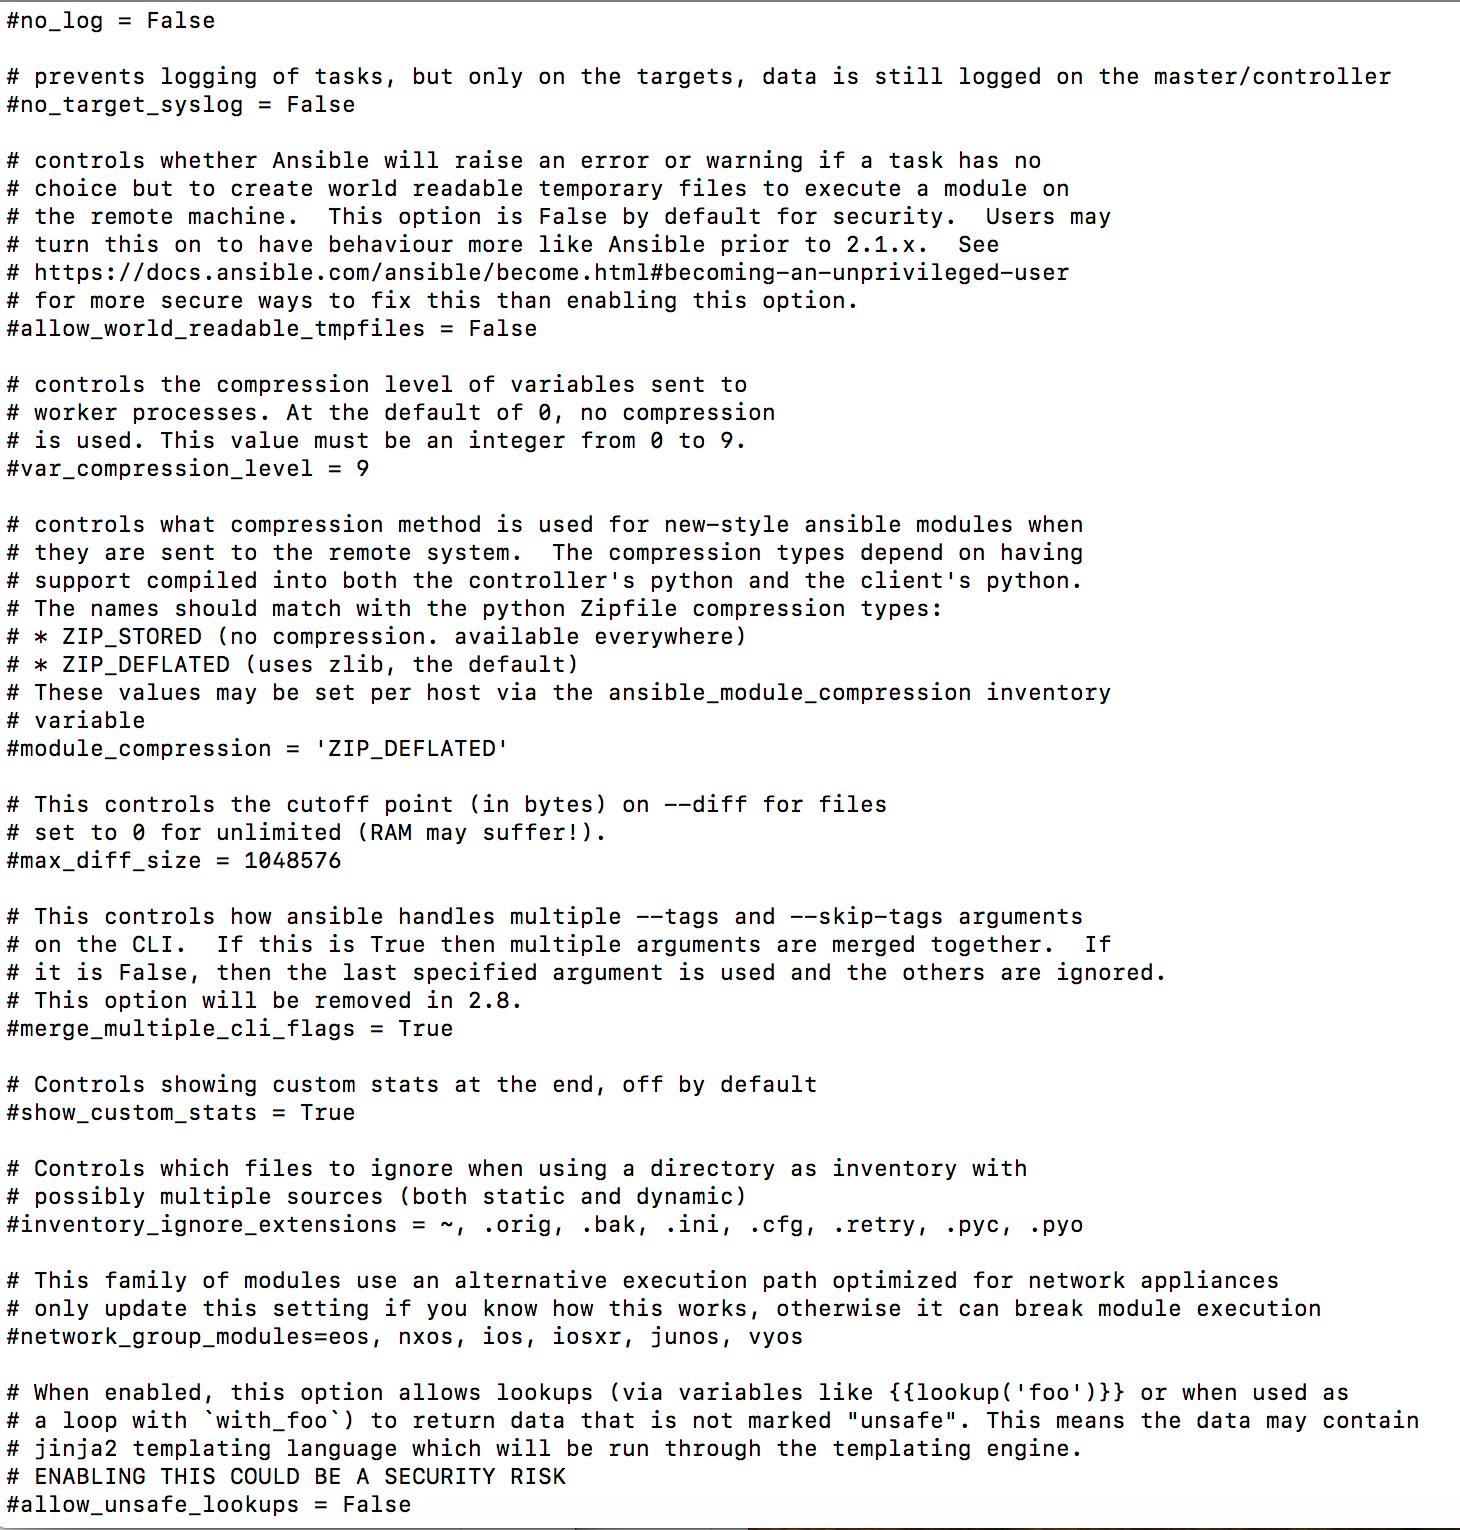 #no_log = False
# prevents logging of tasks, but only on the targets, data is still logged on the master/controller
#no_target_syslog = False
# controls whether Ansible will raise an error or warning if a task has no
# choice but to create world readable temporary files to execute a module on
# the remote machine.  This option is False by default for security.  Users may
# turn this on to have behaviour more like Ansible prior to 2.1.x.  See
# https://docs.ansible.com/ansible/become.html#becoming-an-unprivileged-user
# for more secure ways to fix this than enabling this option.
#allow_world_readable_tmpfiles = False
# controls the compression level of variables sent to
# worker processes. At the default of 0, no compression
# is used. This value must be an integer from 0 to 9.
#var_compression_level = 9
# controls what compression method is used for new-style ansible modules when
# they are sent to the remote system.  The compression types depend on having
# support compiled into both the controller's python and the client's python.
# The names should match with the python Zipfile compression types:
# * ZIP_STORED (no compression. available everywhere)
# * ZIP_DEFLATED (uses zlib, the default)
# These values may be set per host via the ansible_module_compression inventory
# variable
#module_compression = 'ZIP_DEFLATED'
# This controls the cutoff point (in bytes) on --diff for files
# set to 0 for unlimited (RAM may suffer!).
#max_diff_size = 1048576
# This controls how ansible handles multiple --tags and --skip-tags arguments
# on the CLI.  If this is True then multiple arguments are merged together.  If
# it is False, then the last specified argument is used and the others are ignored.
# This option will be removed in 2.8.
#merge_multiple_cli_flags = True
# Controls showing custom stats at the end, off by default
#show_custom_stats = True
# Controls which files to ignore when using a directory as inventory with
# possibly multiple sources (both static and dynamic)
#inventory_ignore_extensions = ~, .orig, .bak, .ini, .cfg, .retry, .pyc, .pyo
# This family of modules use an alternative execution path optimized for network appliances
# only update this setting if you know how this works, otherwise it can break module execution
#network_group_modules=eos, nxos, ios, iosxr, junos, vyos
# When enabled, this option allows lookups (via variables like {{lookup('foo')}} or when used as
# a loop with `with_foo`) to return data that is not marked "unsafe". This means the data may contain
# jinja2 templating language which will be run through the templating engine.
# ENABLING THIS COULD BE A SECURITY RISK
#allow_unsafe_lookups = False